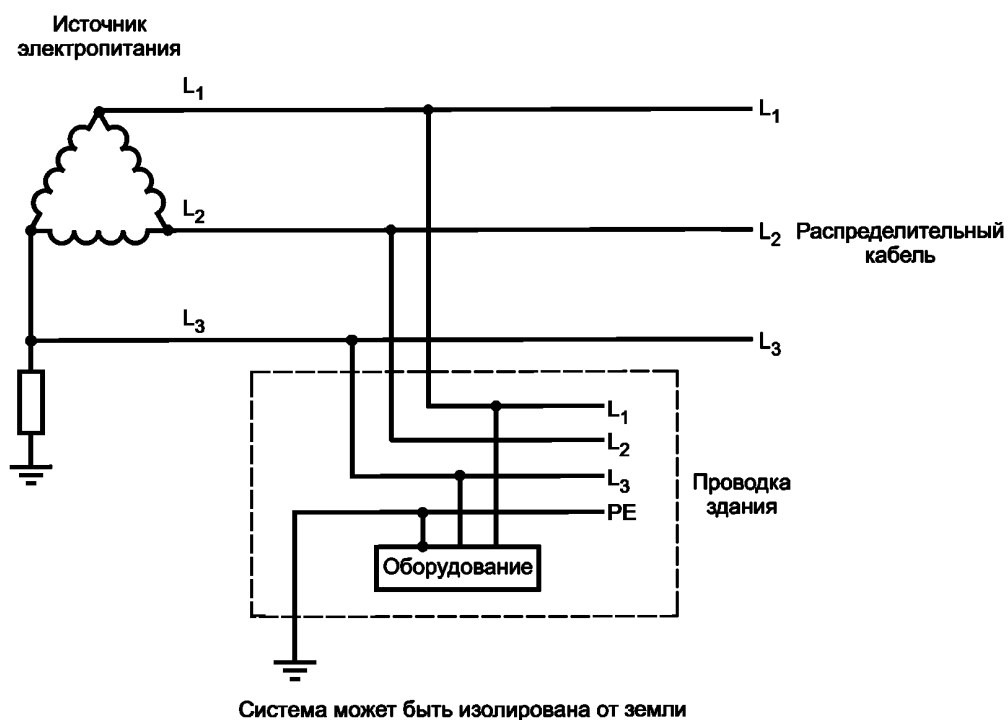 Источник
электропитания
L1
L1
L2
L2
Распределительный
кабель
L3
L3
L1
L2
L3
PE
Проводка
здания
Оборудование
Система может быть изолирована от земли